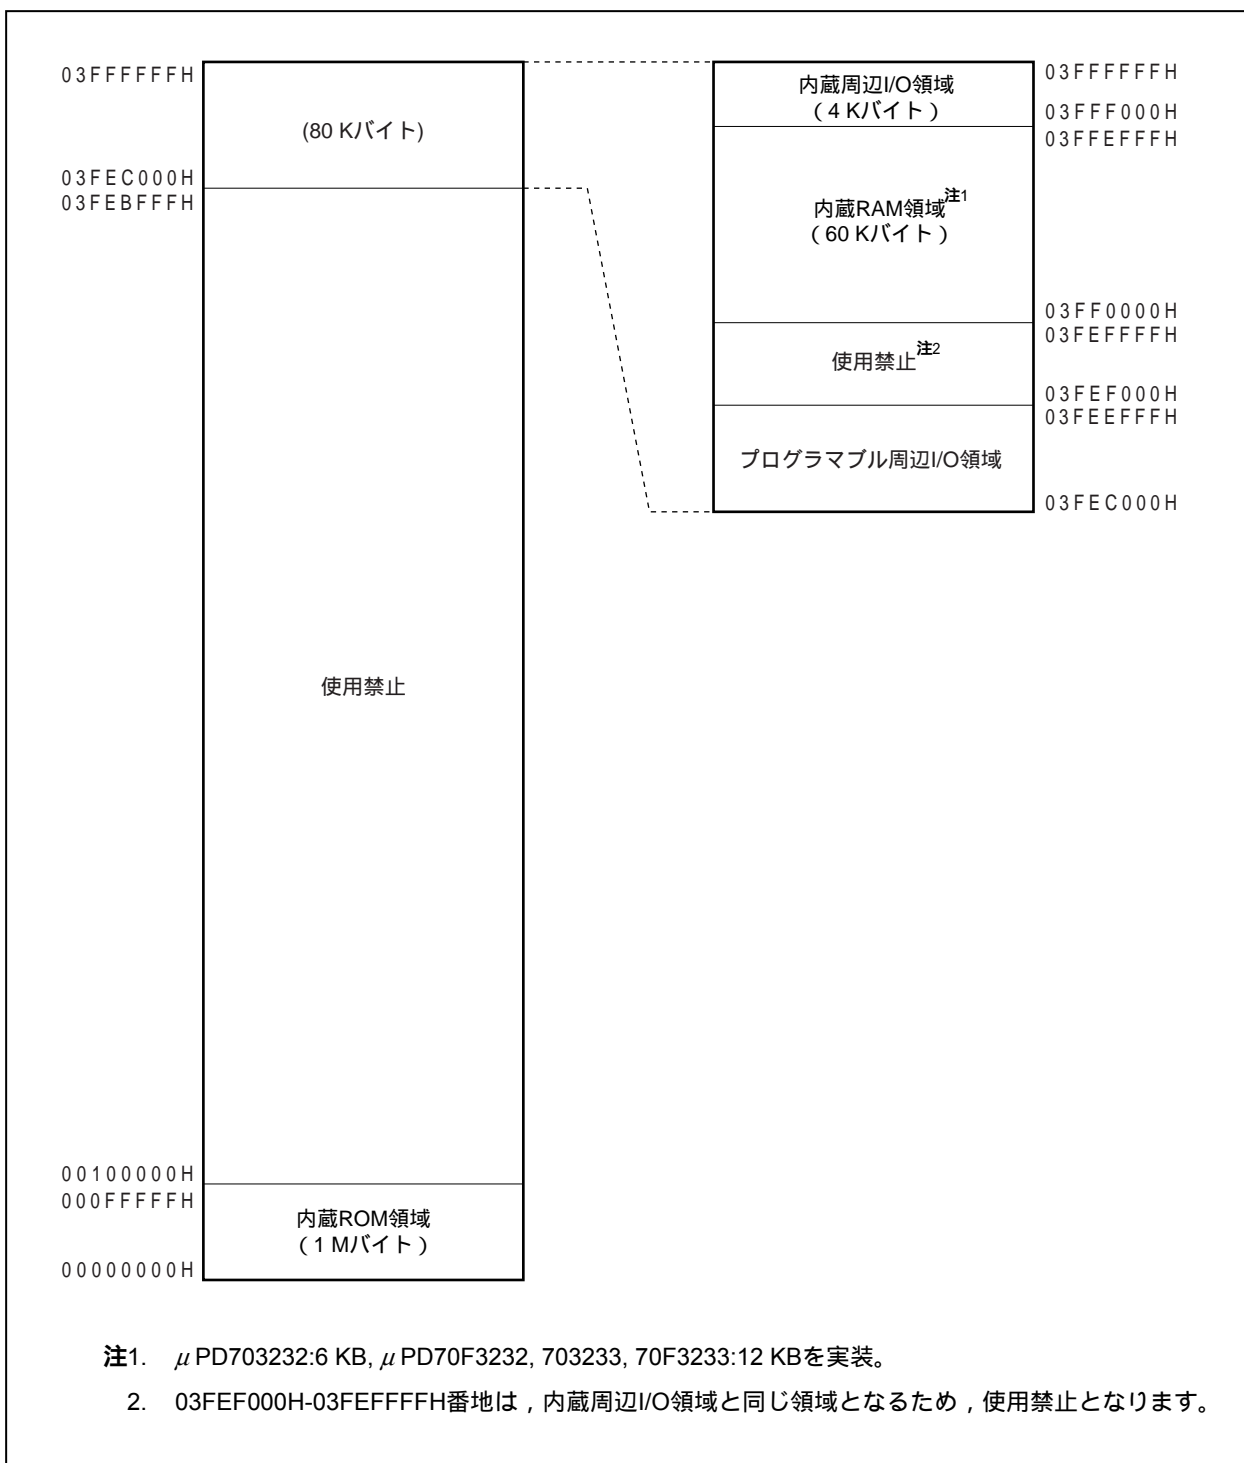 03FFFFFFH
(80 Kバイト)
03FEC000H
03FEBFFFH
使用禁止
00100000H
000FFFFFH
内蔵ROM領域
（1 Mバイト）
00000000H
内蔵周辺I/O領域
（4 Kバイト）
03FFFFFFH
03FFF000H
03FFEFFFH
内蔵RAM領域注1
（60 Kバイト）
03FF0000H
03FEFFFFH
使用禁止注2
03FEF000H
03FEEFFFH
プログラマブル周辺I/O領域
03FEC000H
注1. μPD703232:6 KB, μPD70F3232, 703233, 70F3233:12 KBを実装。
2. 03FEF000H-03FEFFFFH番地は，内蔵周辺I/O領域と同じ領域となるため，使用禁止となります。